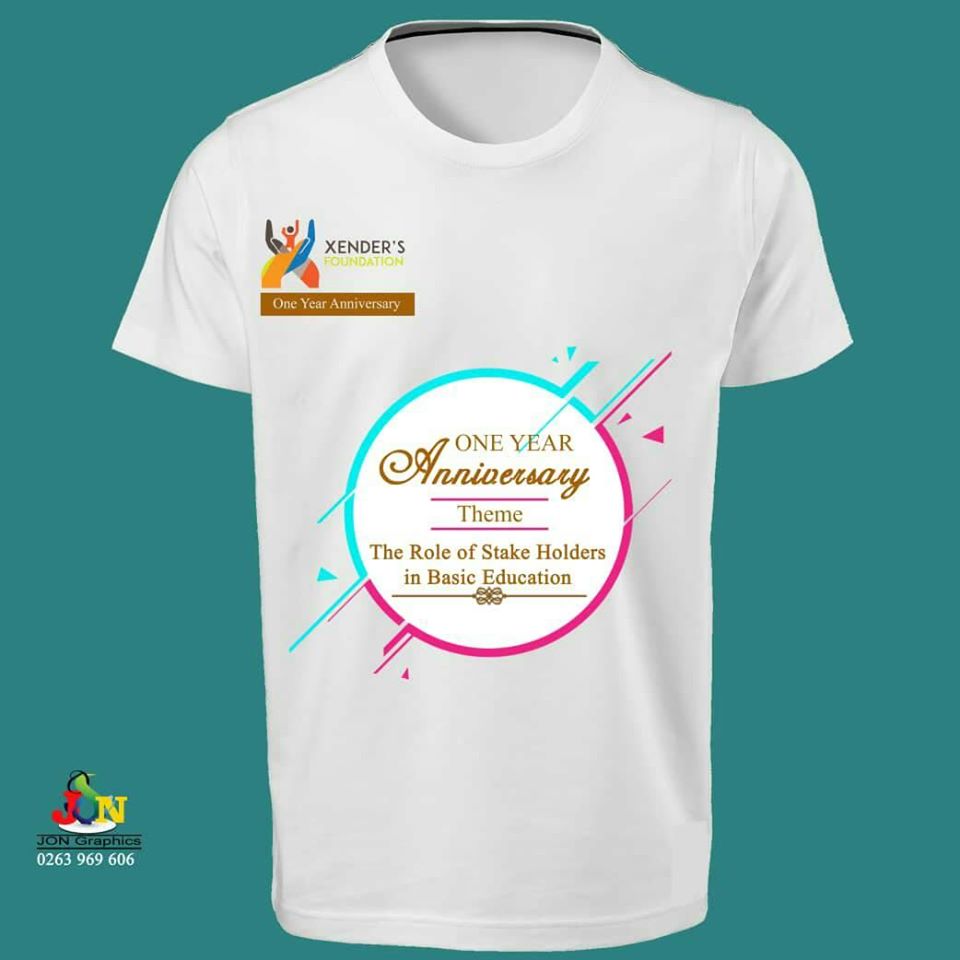 XENDER'S
FOUNDATION
One Year Anniversary
ONE YEAR
Anniversary
Theme
The Role of Stake Holders
in Basic Education
JON
JON Graphics
0263 969 606